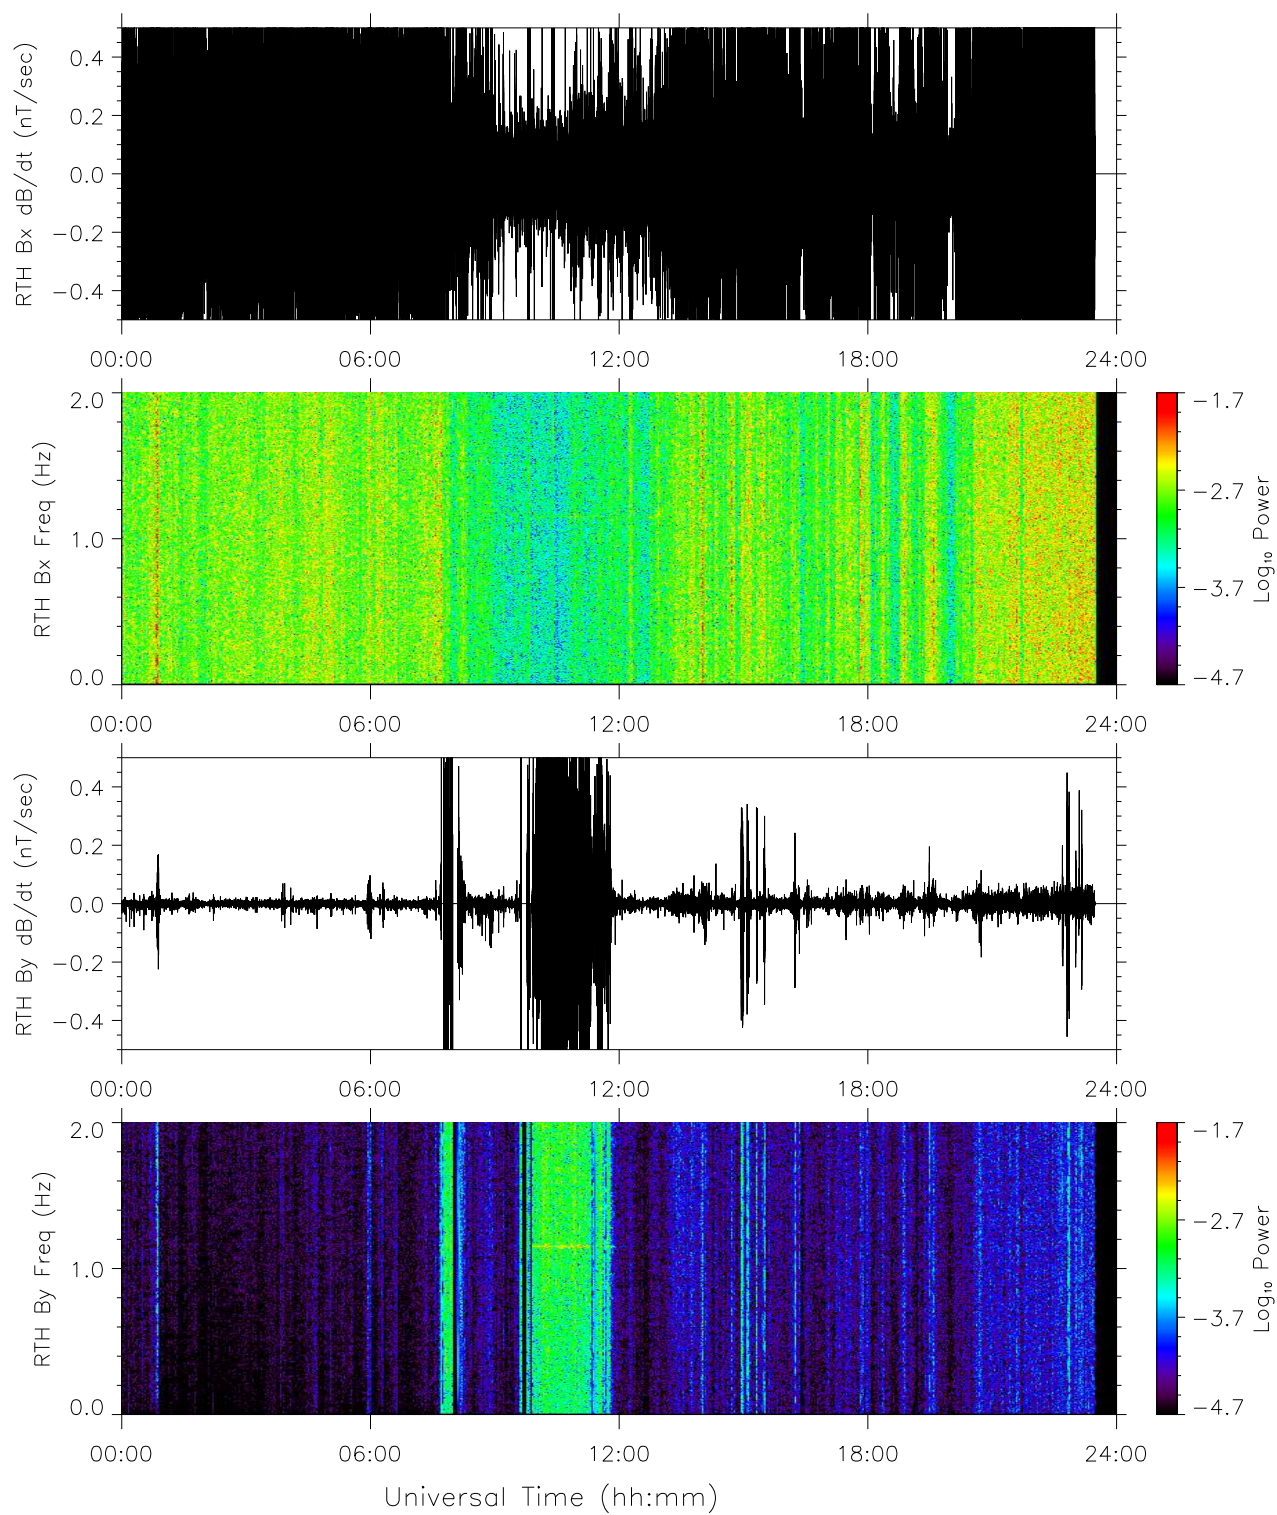 RTH Bx dB/dt (nT/sec)
0.4
0.2
0.0
−0.2
−0.4
00:00 06:00 12:00 18:00 24:00
RTH Bx Freq (Hz)
2.0
1.0
0.0
−1.7
−2.7
−3.7
−4.7
Log₁₀ Power
00:00 06:00 12:00 18:00 24:00
RTH By dB/dt (nT/sec)
0.4
0.2
0.0
−0.2
−0.4
00:00 06:00 12:00 18:00 24:00
RTH By Freq (Hz)
2.0
1.0
0.0
−1.7
−2.7
−3.7
−4.7
Log₁₀ Power
00:00 06:00 12:00 18:00 24:00
Universal Time (hh:mm)